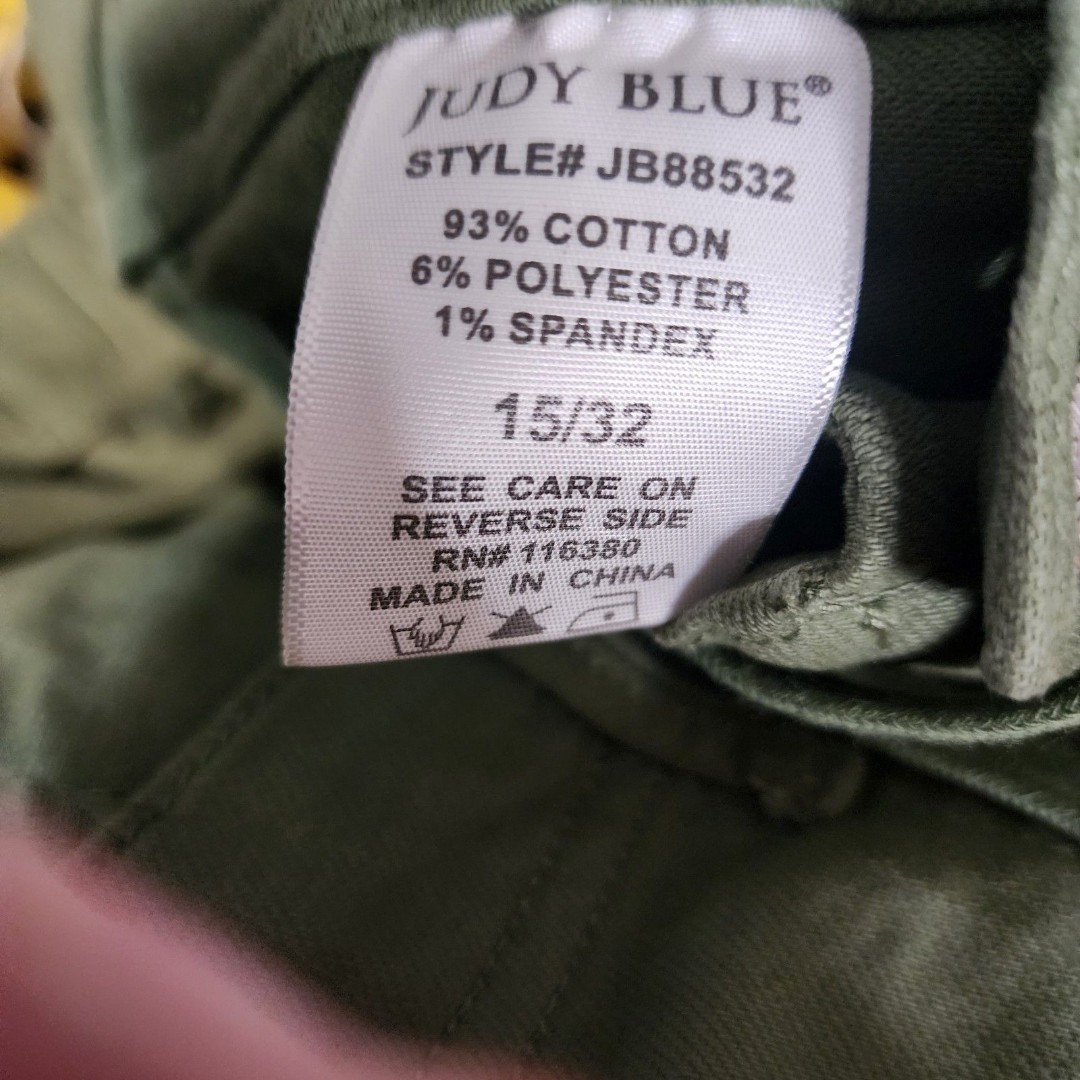 JUDY BLUE®
STYLE# JB88532
93% COTTON
6% POLYESTER
1% SPANDEX
15/32
SEE CARE ON
REVERSE SIDE
RN# 116380
MADE IN CHINA